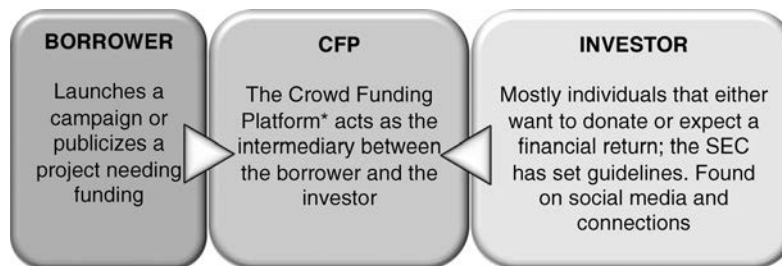 BORROWER
Launches a
campaign or
publicizes a
project needing
funding
CFP
The Crowd Funding
Platform* acts as the
intermediary between
the borrower and the
investor
INVESTOR
Mostly individuals that either
want to donate or expect a
financial return; the SEC
has set guidelines. Found
on social media and
connections